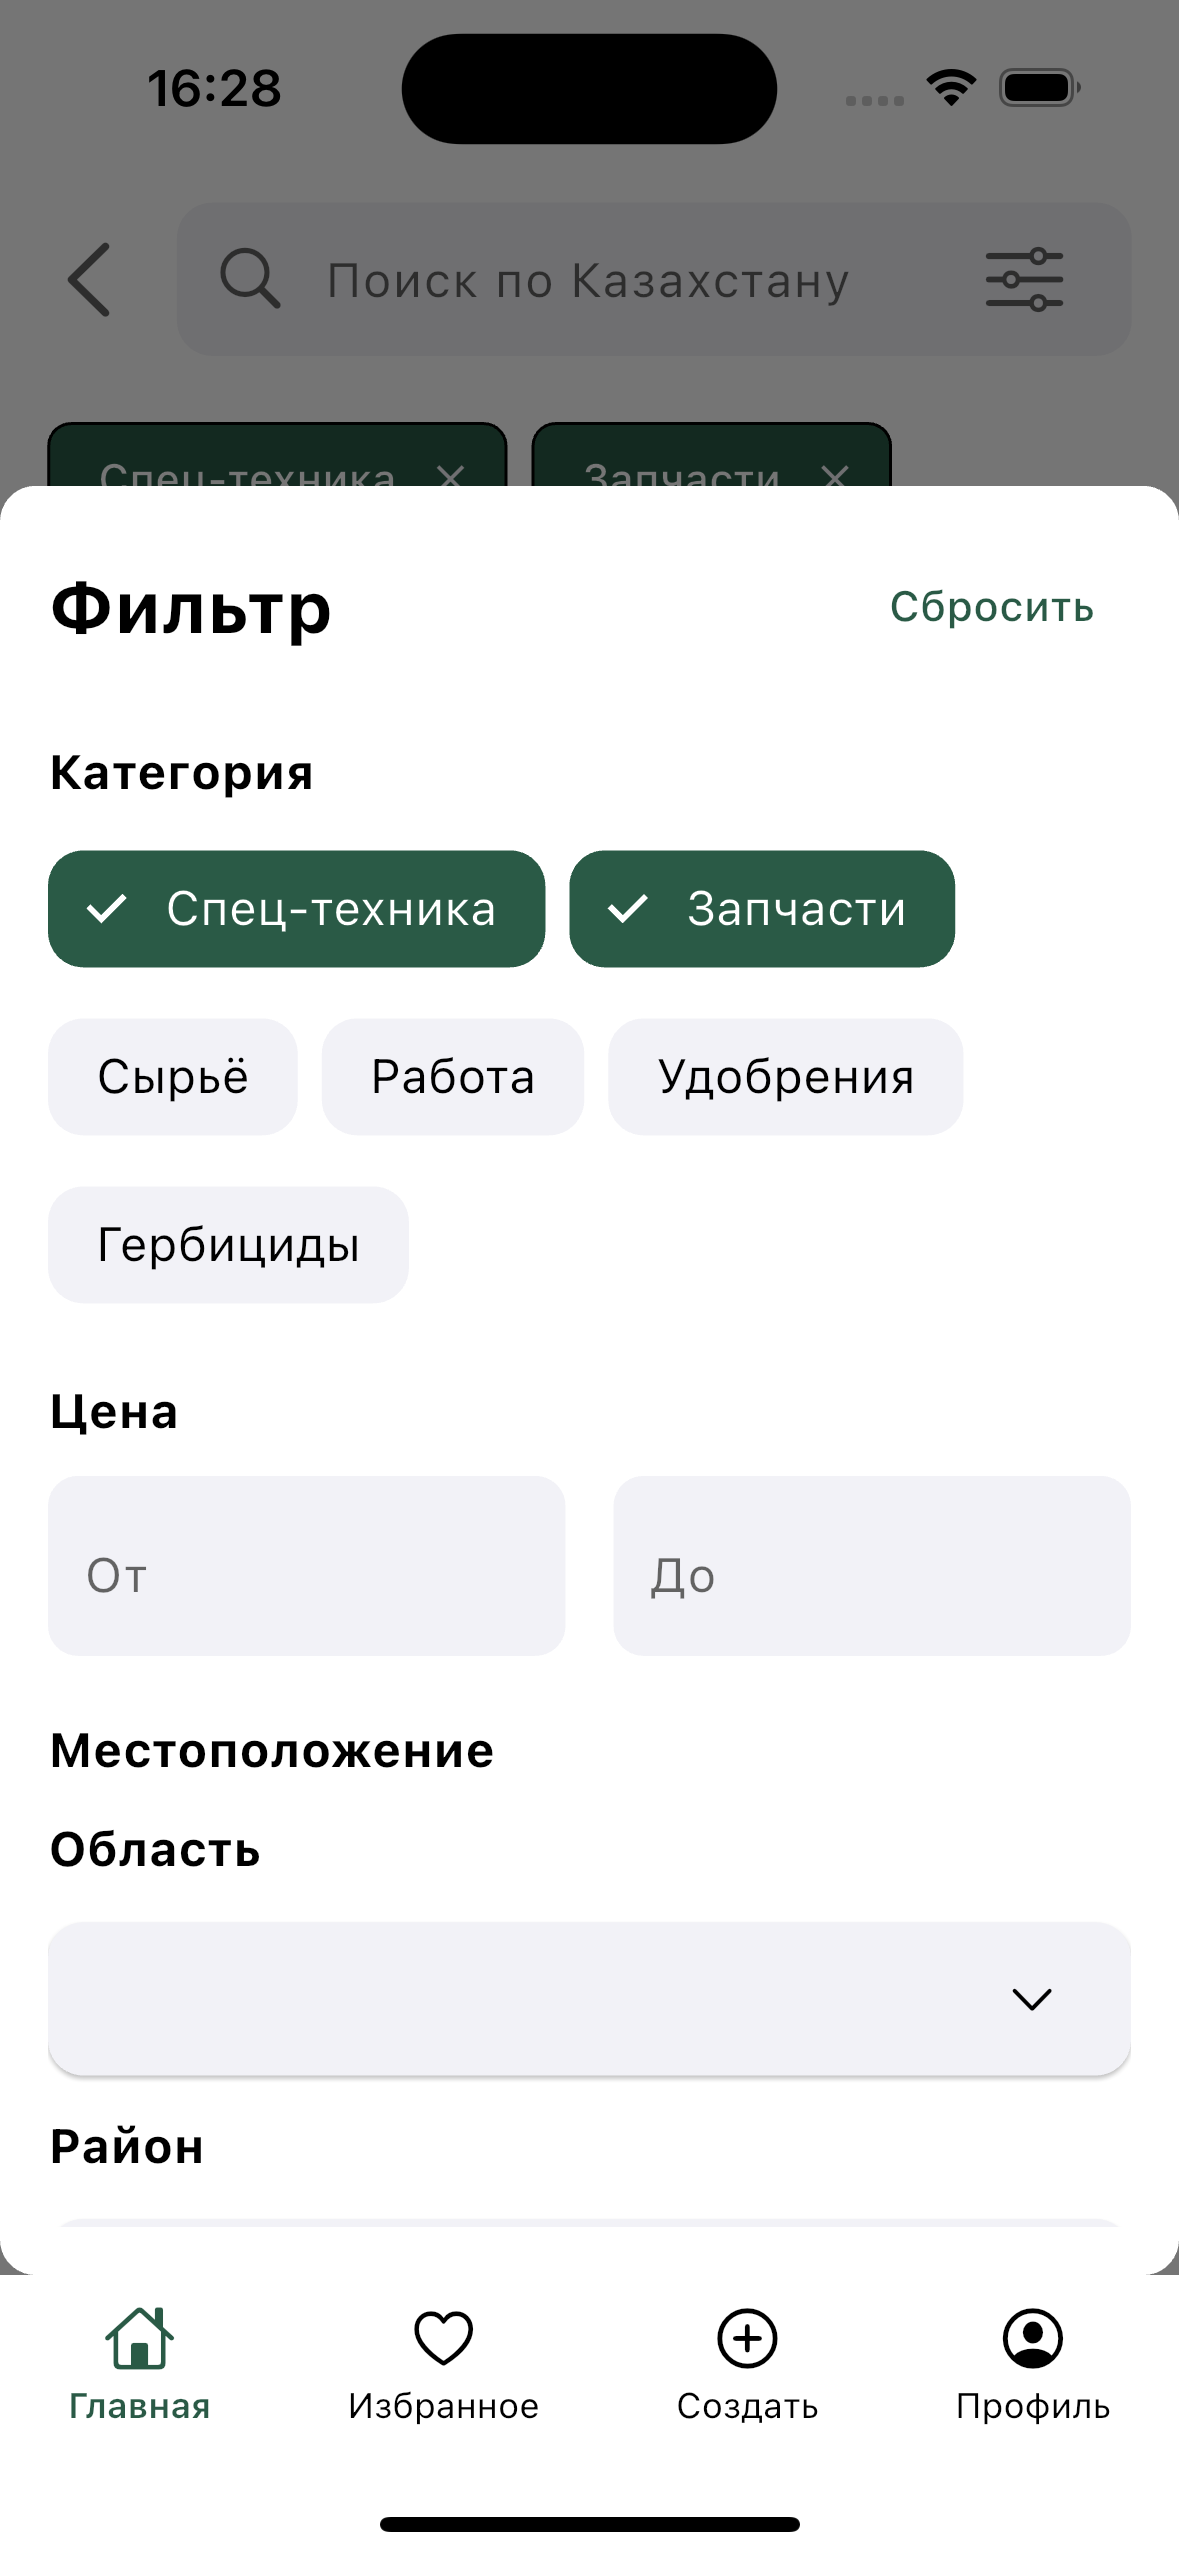 16:28
Поиск по Казахстану
Спец-техника Запчасти
Фильтр Сбросить
Категория
Спец-техника Запчасти
Сырьё Работа Удобрения
Гербициды
Цена
От До
Местоположение
Область
Район
Главная Избранное Создать Профиль